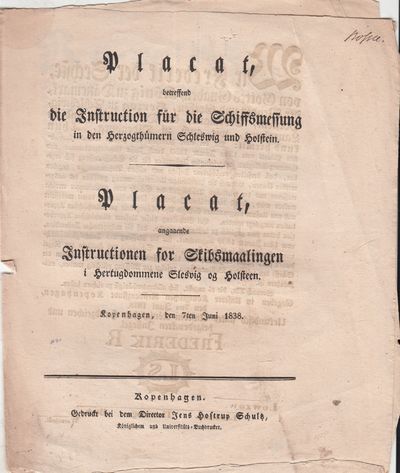 Placat,
betreffend
die Instruction für die Schiffsmessung
in den Herzogthümern Schleswig und Holstein.
Placat,
angaaende
Instructionen for Skibsmaalingen
i Hertugdommene Slesvig og Holsteen.
Kopenhagen, den 7ten Juni 1838.
FREDERIK R
Kopenhagen.
Gedruckt bei dem Director Jens Hostrup Schultz,
Königlichem und Universitäts-Buchdrucker.